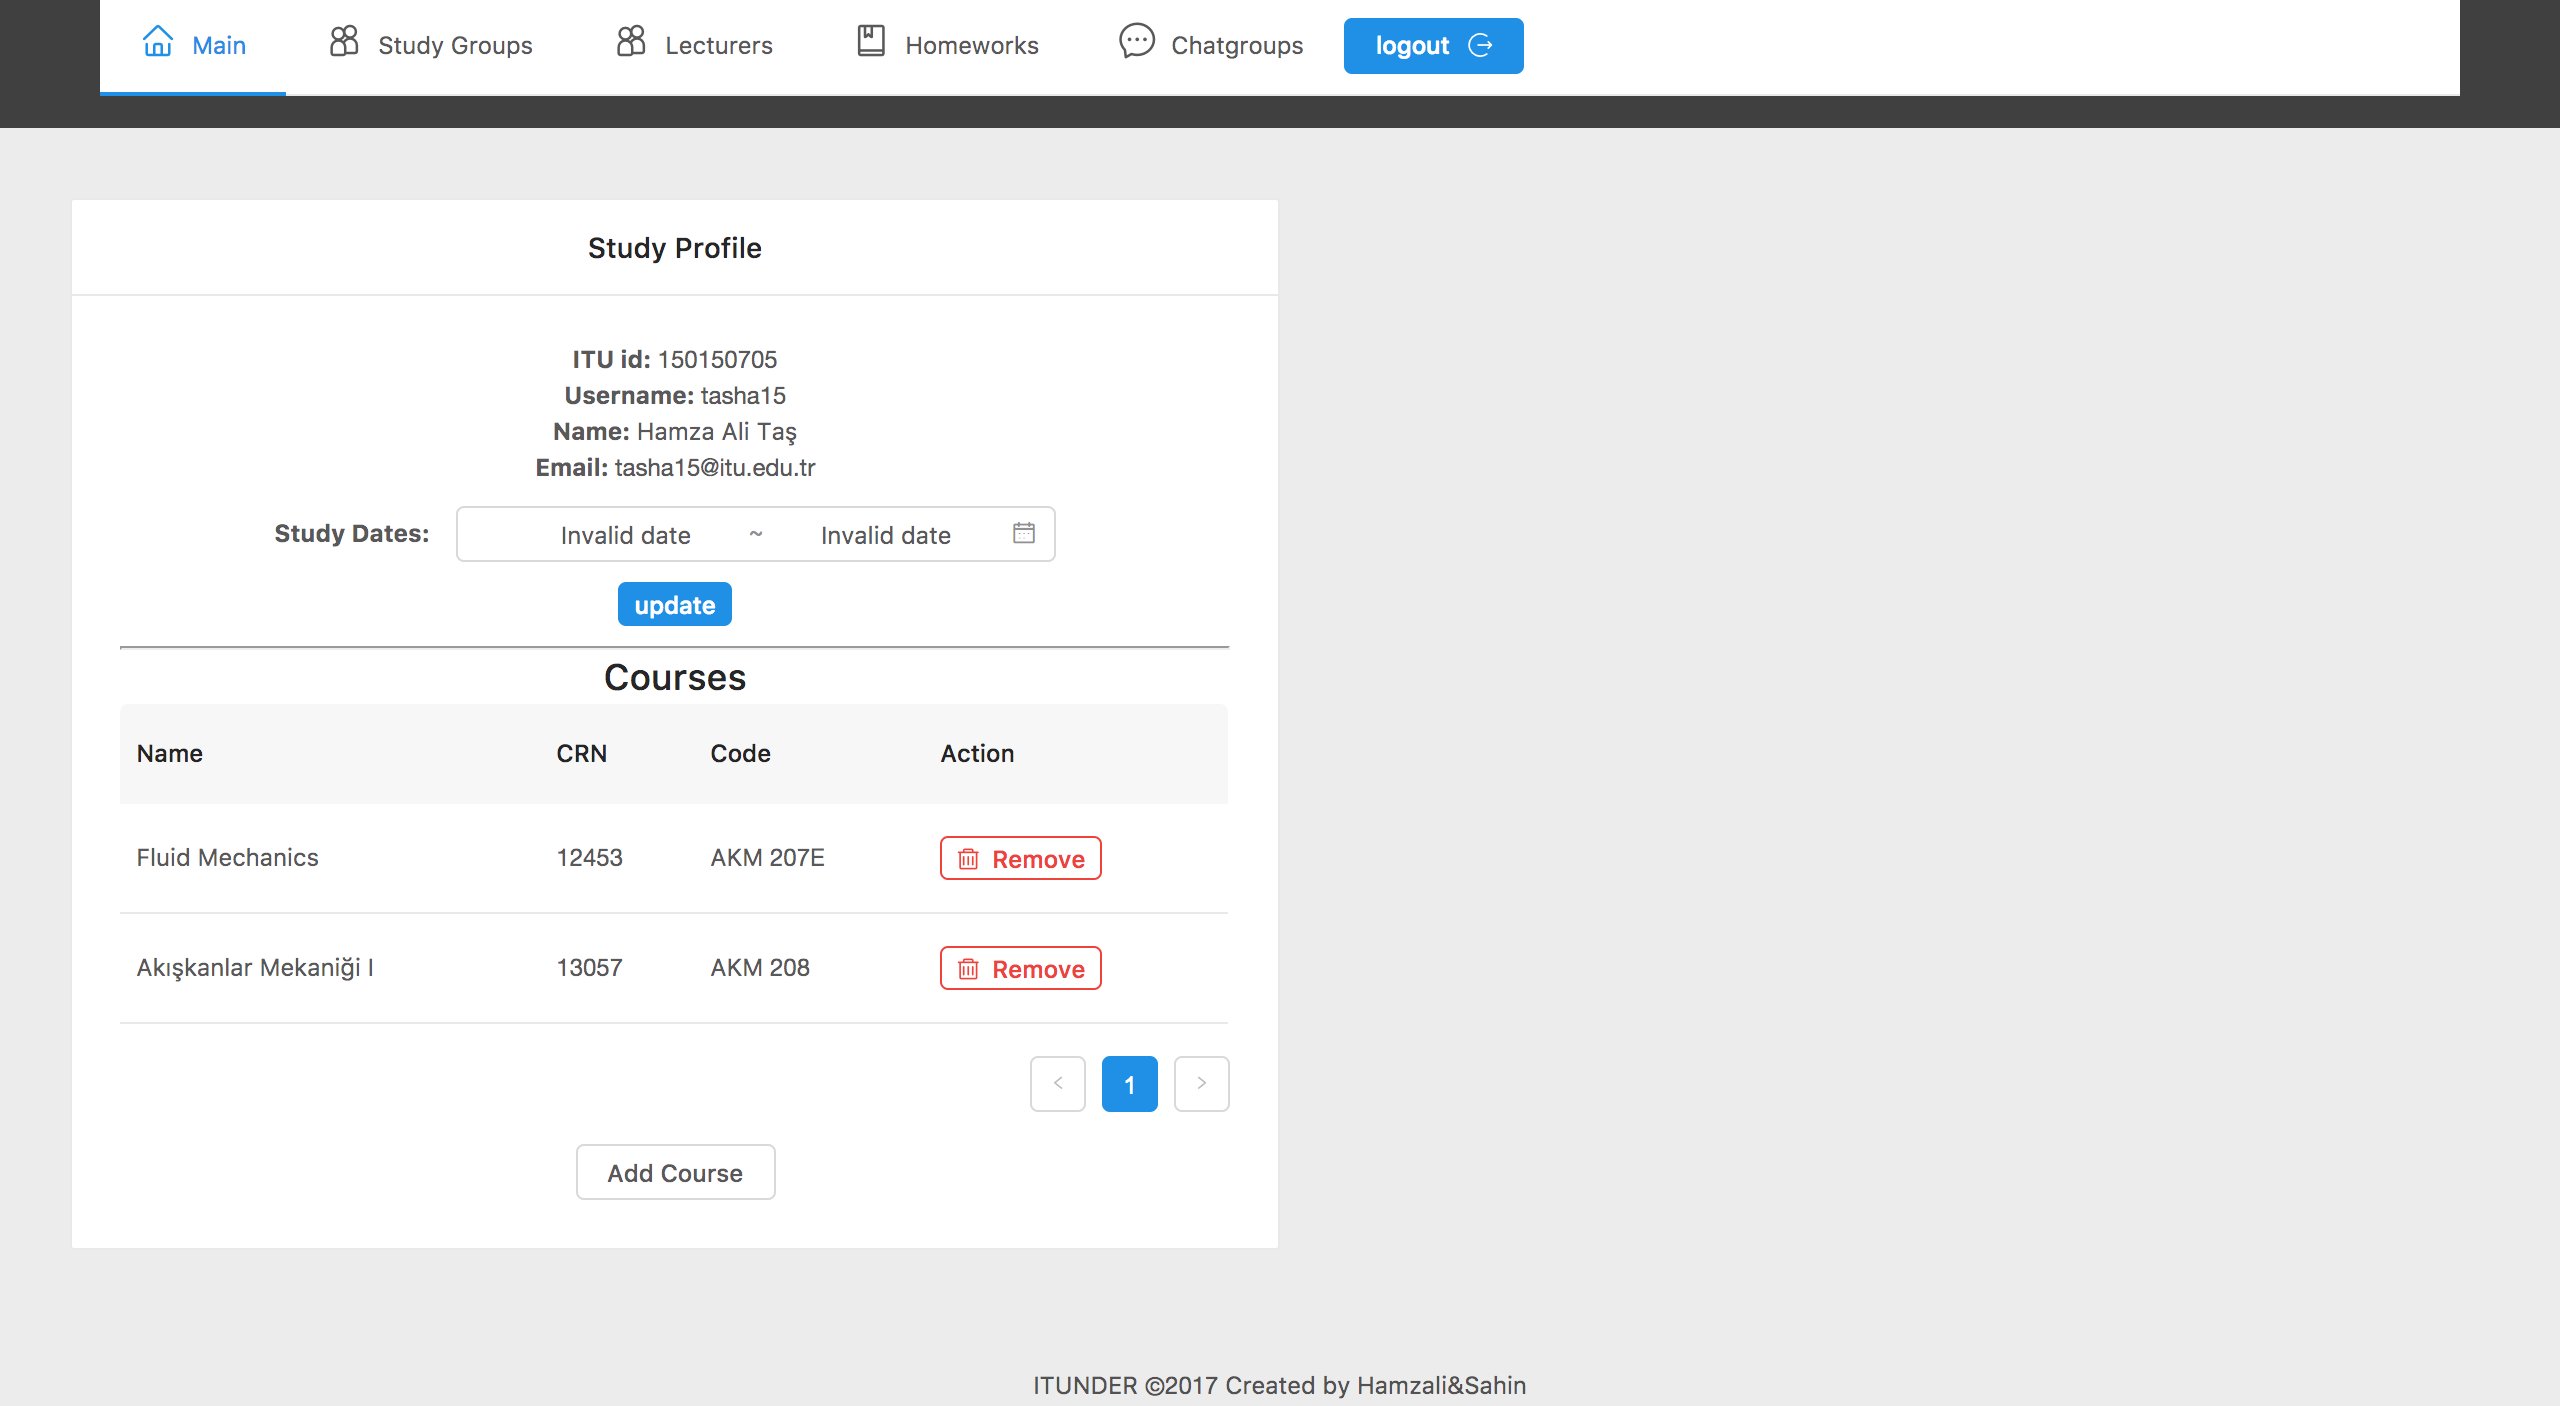 Main Study Groups Lecturers Homeworks Chatgroups logout
Study Profile
ITU id: 150150705
Username: tasha15
Name: Hamza Ali Taş
Email: tasha15@itu.edu.tr
Study Dates: Invalid date ~ Invalid date
update
Courses
Name CRN Code Action
Fluid Mechanics 12453 AKM 207E Remove
Akışkanlar Mekaniği I 13057 AKM 208 Remove
< 1 >
Add Course
ITUNDER ©2017 Created by Hamzali&Sahin